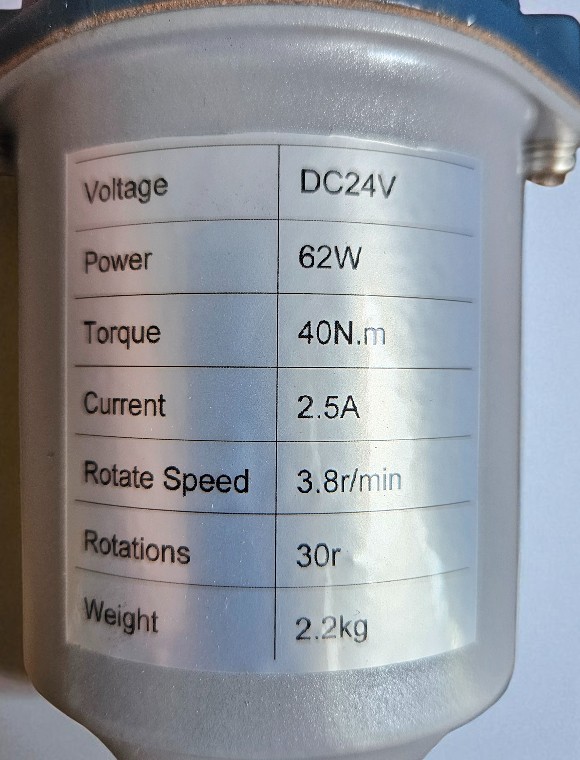 Voltage DC24V
Power 62W
Torque 40N.m
Current 2.5A
Rotate Speed 3.8r/min
Rotations 30r
Weight 2.2kg